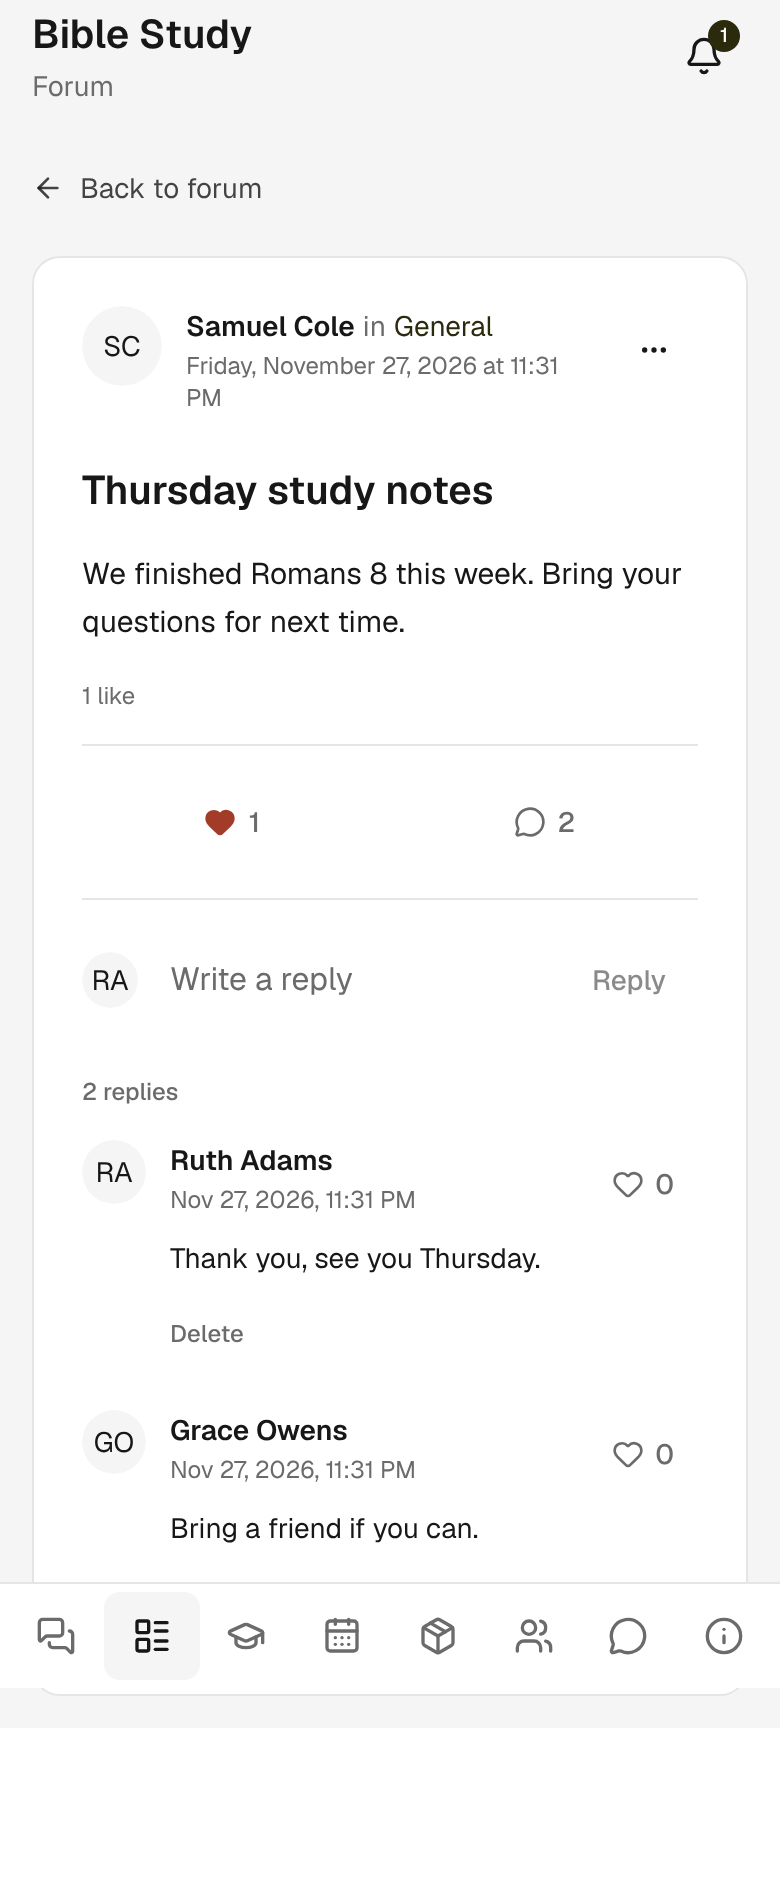 Bible Study
1
Forum
Back to forum
SC
Samuel Cole in General
Friday, November 27, 2026 at 11:31
PM
Thursday study notes
We finished Romans 8 this week. Bring your
questions for next time.
1 like
1
2
RA
Write a reply
Reply
2 replies
RA
Ruth Adams
Nov 27, 2026, 11:31 PM
0
Thank you, see you Thursday.
Delete
GO
Grace Owens
Nov 27, 2026, 11:31 PM
0
Bring a friend if you can.